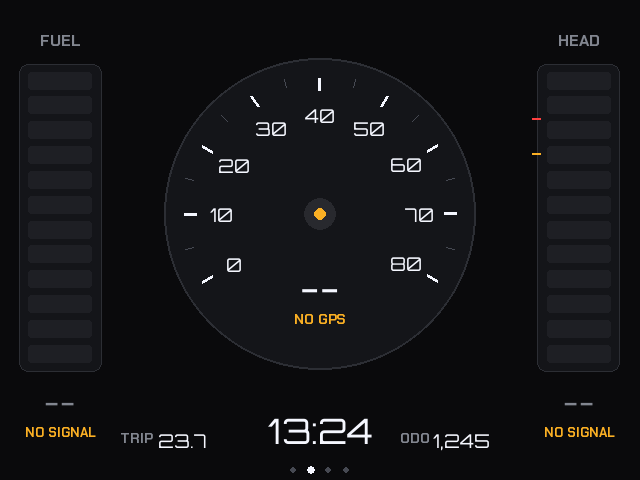 FUEL
HEAD
40
30
50
20
60
10
70
0
80
--
NO GPS
--
--
NO SIGNAL
NO SIGNAL
TRIP 23.7
13:24
ODO 1,245